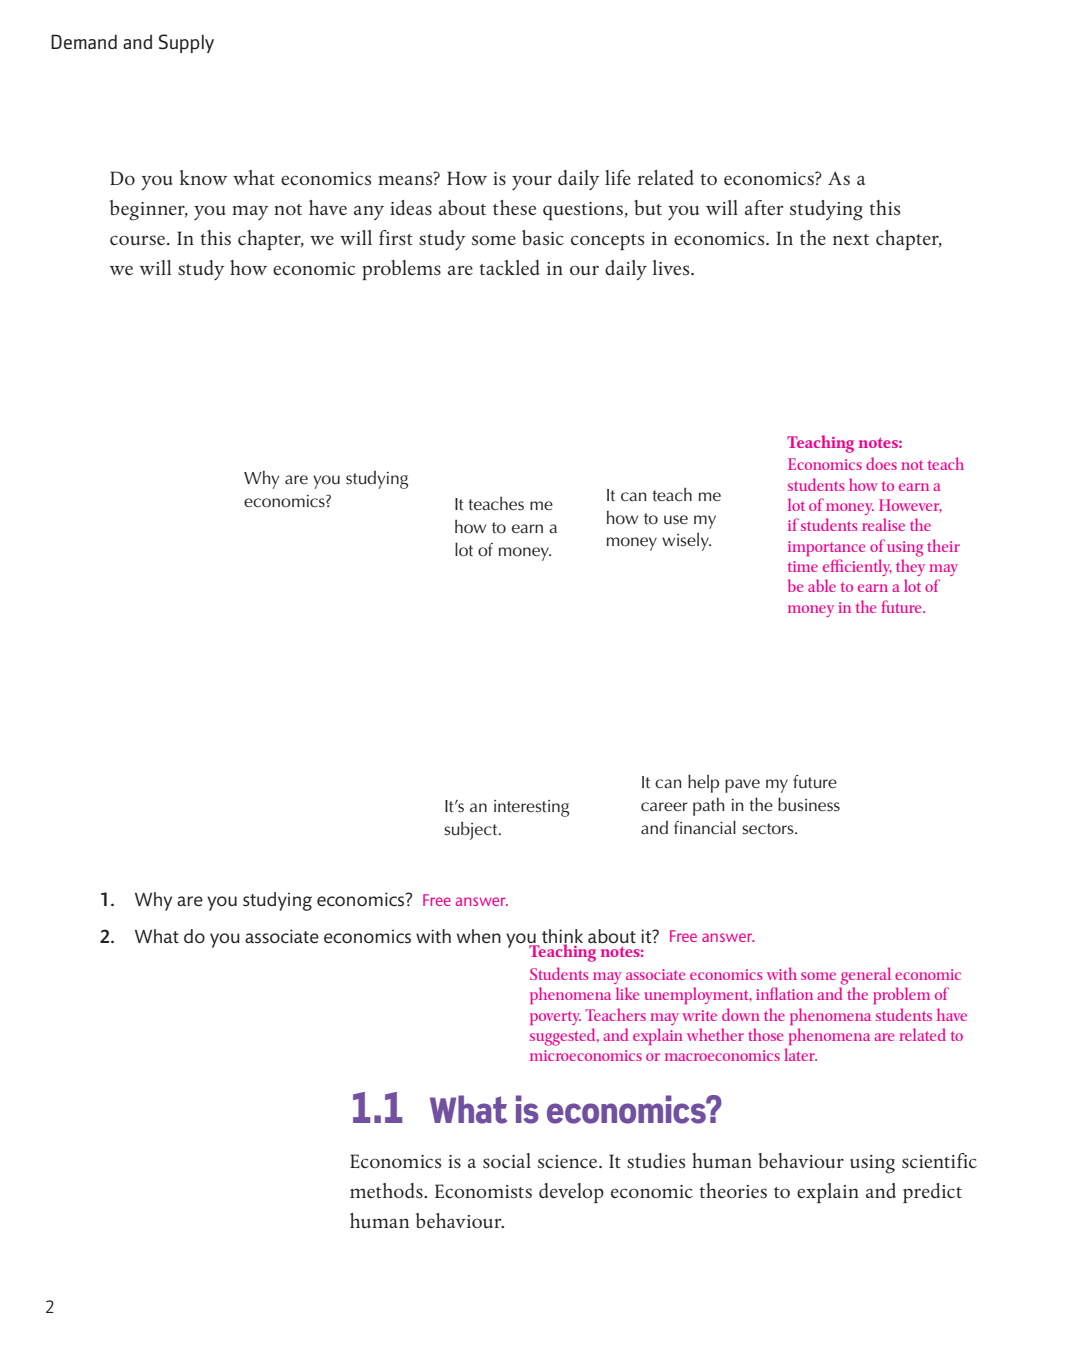 Demand and Supply
Do you know what economics means? How is your daily life related to economics? As a
beginner, you may not have any ideas about these questions, but you will after studying this
course. In this chapter, we will first study some basic concepts in economics. In the next chapter,
we will study how economic problems are tackled in our daily lives.
Why are you studying
economics?
It teaches me
how to earn a
lot of money.
It can teach me
how to use my
money wisely.
Teaching notes:
Economics does not teach
students how to earn a
lot of money. However,
if students realise the
importance of using their
time efficiently, they may
be able to earn a lot of
money in the future.
It's an interesting
subject.
It can help pave my future
career path in the business
and financial sectors.
1. Why are you studying economics? Free answer.
2. What do you associate economics with when you think about it? Free answer.
Teaching notes:
Students may associate economics with some general economic
phenomena like unemployment, inflation and the problem of
poverty. Teachers may write down the phenomena students have
suggested, and explain whether those phenomena are related to
microeconomics or macroeconomics later.
1.1 What is economics?
Economics is a social science. It studies human behaviour using scientific
methods. Economists develop economic theories to explain and predict
human behaviour.
2